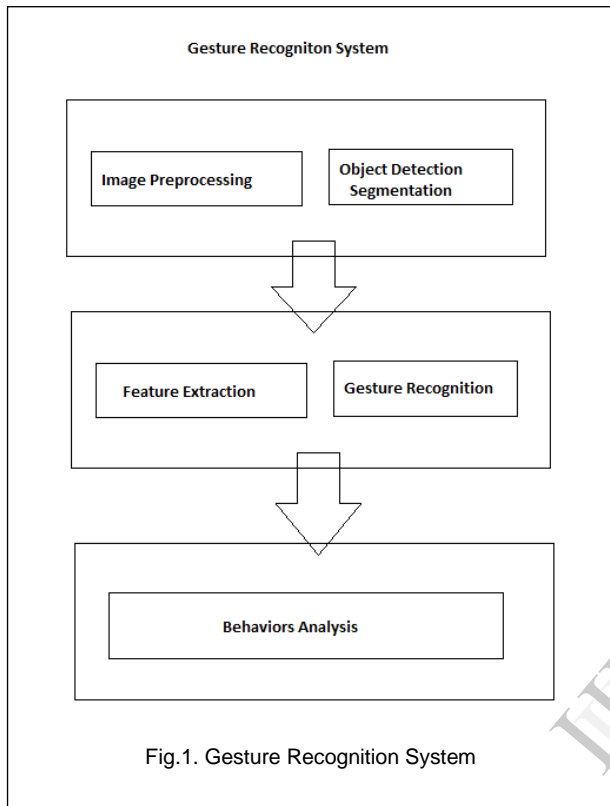 Gesture Recogniton System
Image Preprocessing
Object Detection
Segmentation
Feature Extraction
Gesture Recognition
Behaviors Analysis
Fig.1. Gesture Recognition System